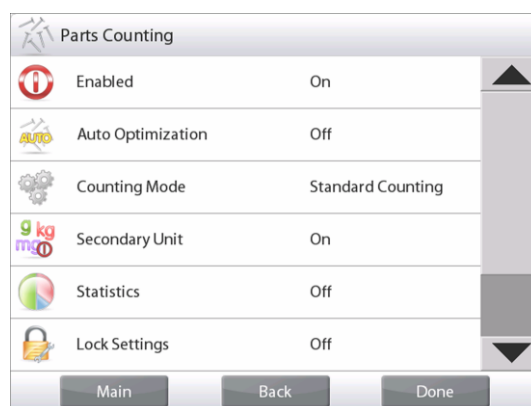 Parts Counting
Enabled On
AUTO Auto Optimization Off
Counting Mode Standard Counting
g kg
mg Secondary Unit On
Statistics Off
Lock Settings Off
Main Back Done